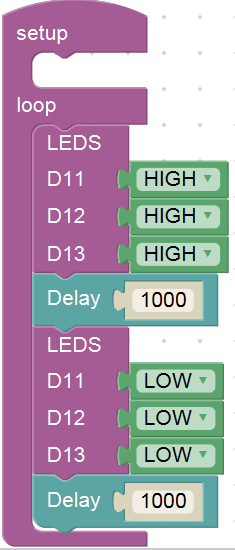 setup
loop
LEDS
D11 HIGH
D12 HIGH
D13 HIGH
Delay 1000
LEDS
D11 LOW
D12 LOW
D13 LOW
Delay 1000